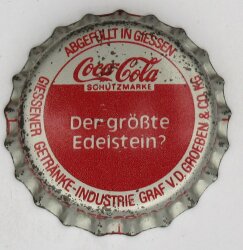 ABGEFÜLLT IN GIESSEN
Coca-Cola
SCHUTZMARKE
Der größte
Edelstein?
GIESSENER GETRÄNKE-INDUSTRIE GRAF V.D. GROEBEN & CO. KG